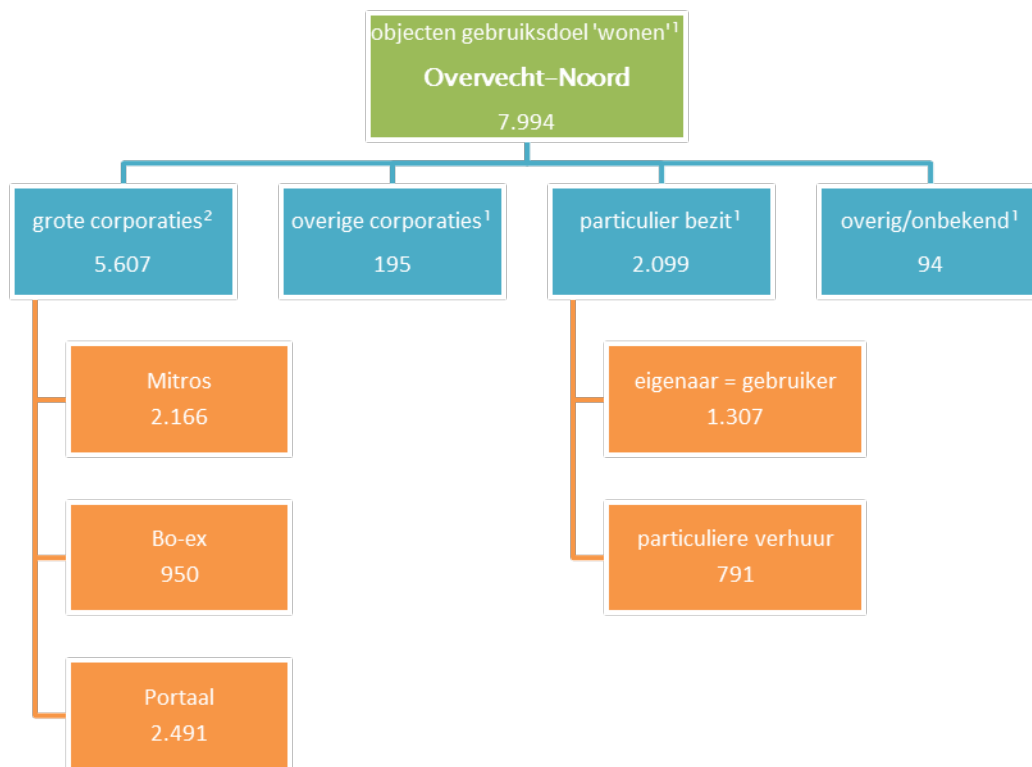 objecten gebruiksdoel 'wonen'¹
Overvecht–Noord
7.994
grote corporaties²
5.607
overige corporaties¹
195
particulier bezit¹
2.099
overig/onbekend¹
94
Mitros
2.166
eigenaar = gebruiker
1.307
Bo-ex
950
particuliere verhuur
791
Portaal
2.491